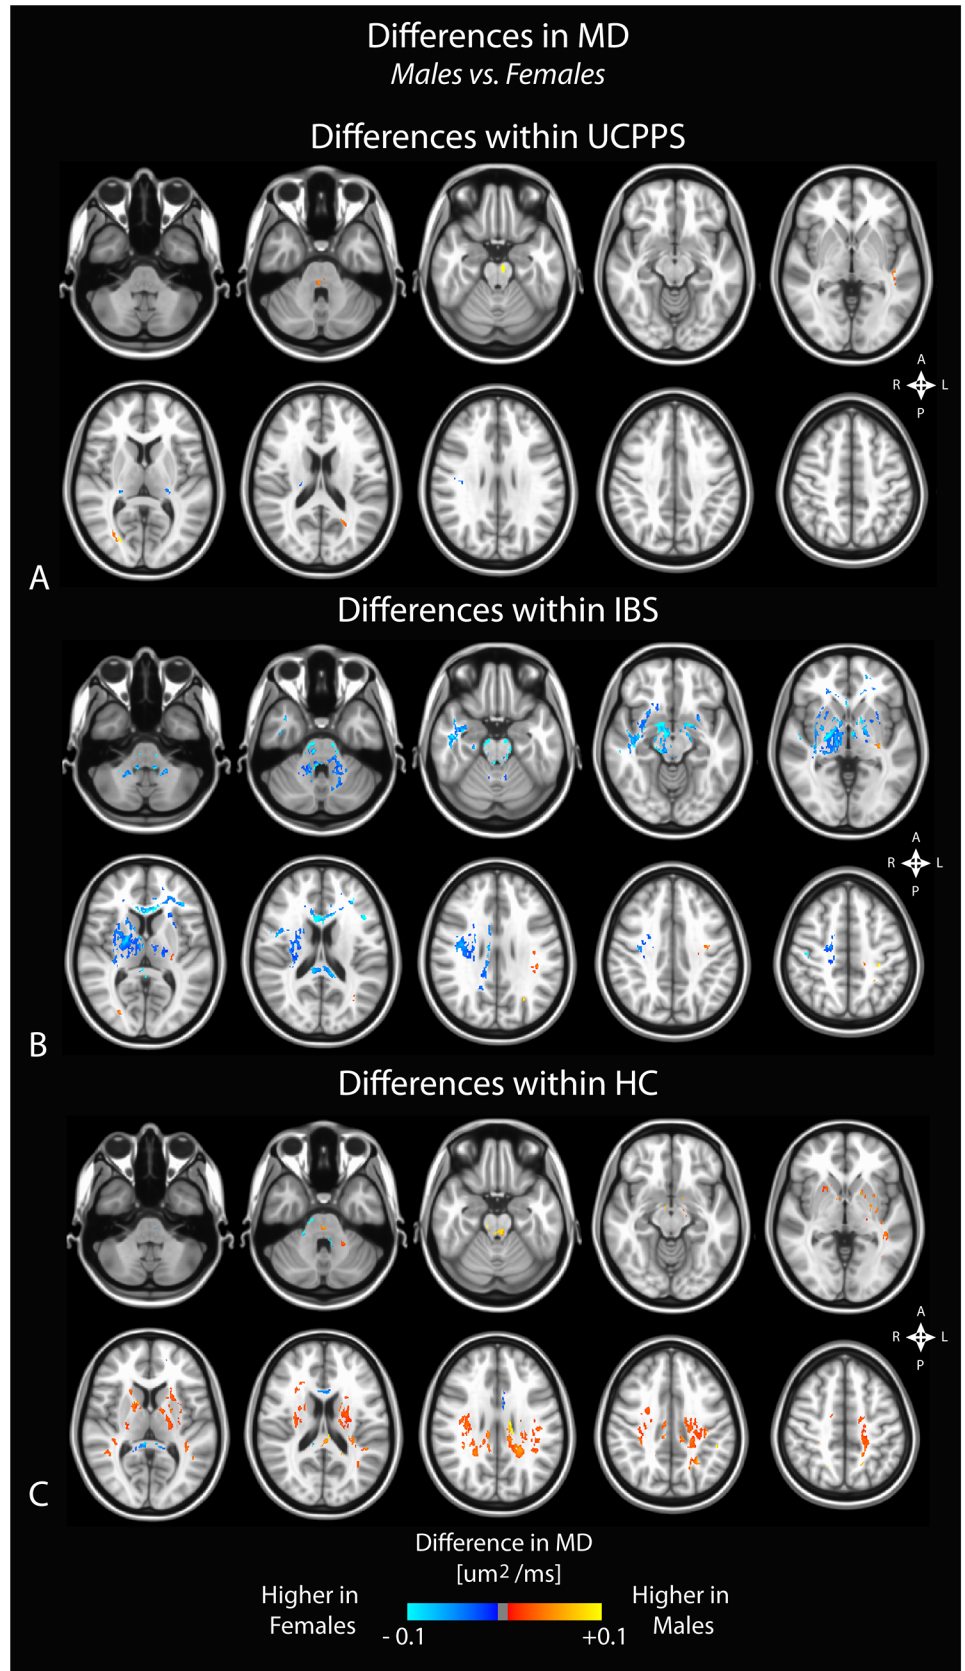 Differences in MD
Males vs. Females
Differences within UCPPS
A
R L
P
A
Differences within IBS
A
R L
P
B
Differences within HC
A
R L
P
C
Difference in MD
[um2 /ms]
Higher in Females
- 0.1
+0.1
Higher in Males